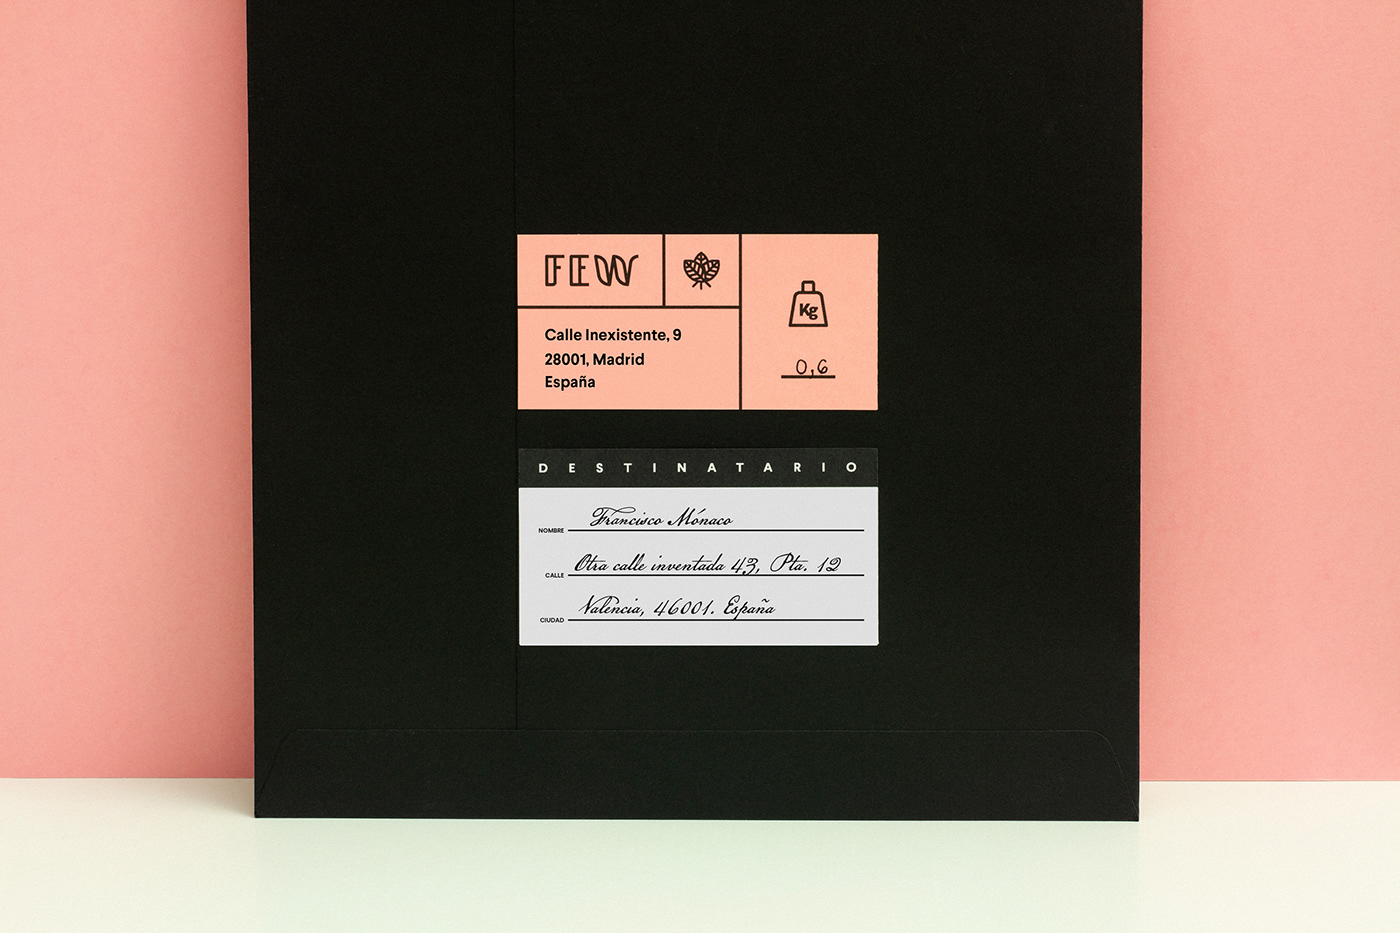 FEW
Calle Inexistente, 9
28001, Madrid
España
Kg
0,6
DESTINATARIO
NOMBRE Francisco Mónaco
CALLE Otra calle inventada 43, Pta. 12
CIUDAD Valencia, 46001. España